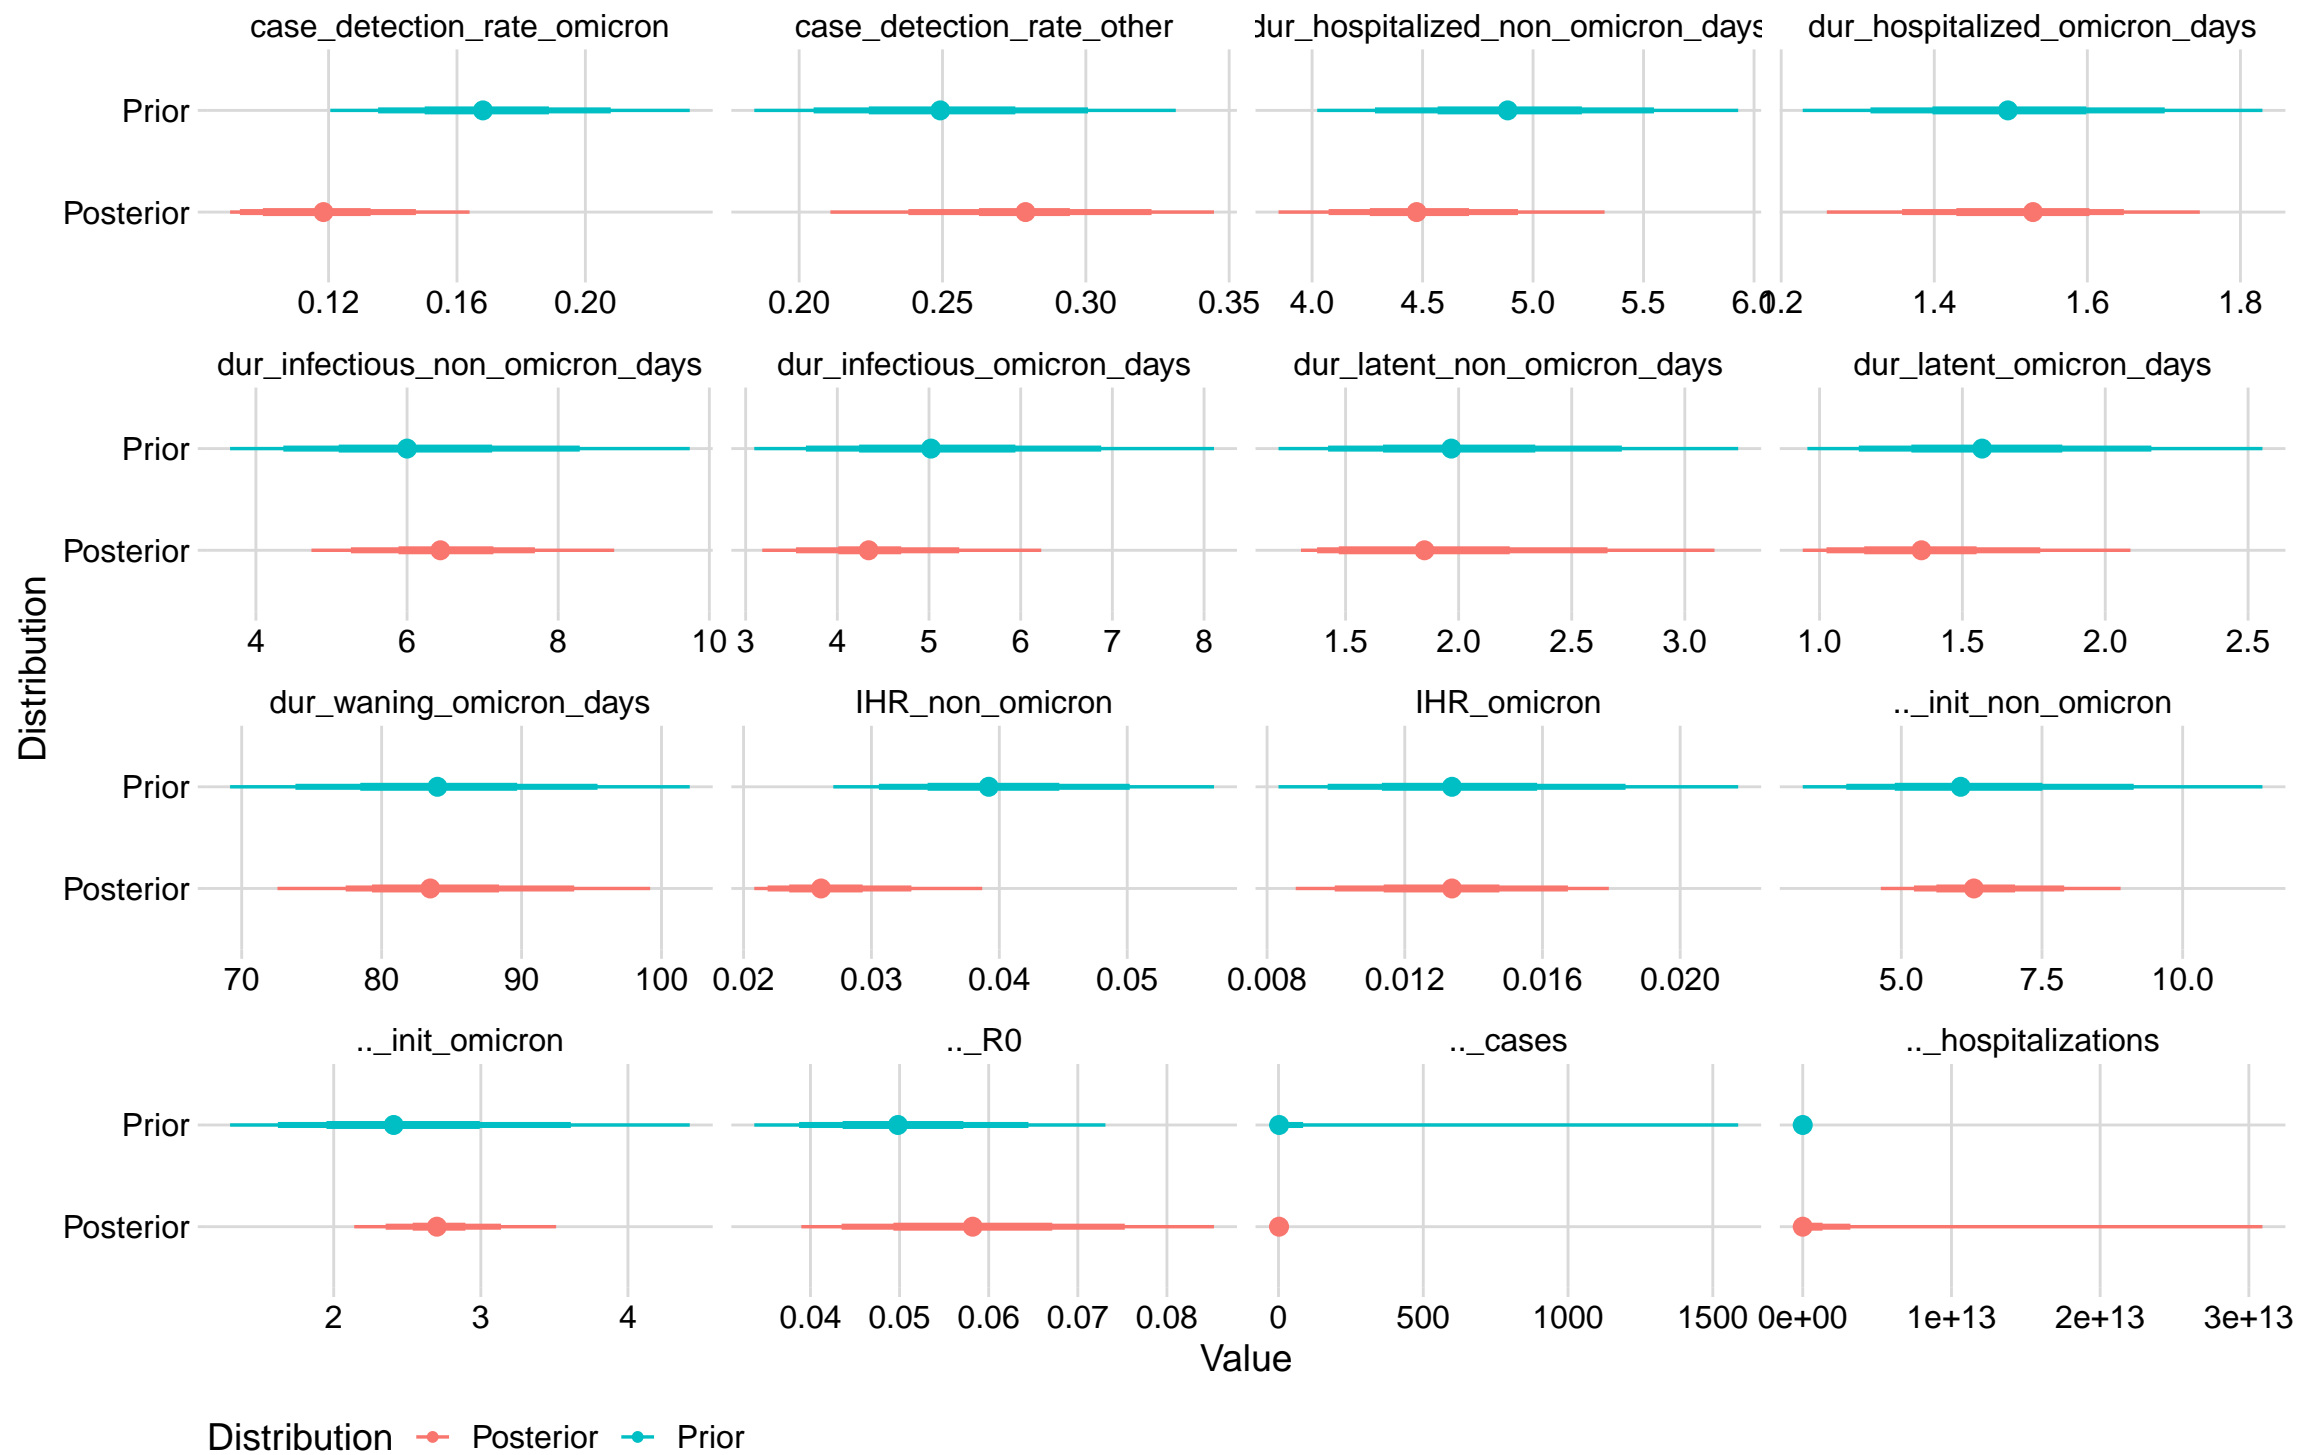 case_detection_rate_omicron case_detection_rate_other dur_hospitalized_non_omicron_days dur_hospitalized_omicron_days
Prior
Posterior
0.12 0.16 0.20 0.20 0.25 0.30 0.35 4.0 4.5 5.0 5.5 6.0 1.2 1.4 1.6 1.8
dur_infectious_non_omicron_days dur_infectious_omicron_days dur_latent_non_omicron_days dur_latent_omicron_days
Prior
Posterior
4 6 8 10 3 4 5 6 7 8 1.5 2.0 2.5 3.0 1.0 1.5 2.0 2.5
Distribution
dur_waning_omicron_days IHR_non_omicron IHR_omicron .._init_non_omicron
Prior
Posterior
70 80 90 100 0.02 0.03 0.04 0.05 0.008 0.012 0.016 0.020 5.0 7.5 10.0
.._init_omicron .._R0 .._cases .._hospitalizations
Prior
Posterior
2 3 4 0.04 0.05 0.06 0.07 0.08 0 500 1000 1500 0e+00 1e+13 2e+13 3e+13
Value
Distribution Posterior Prior